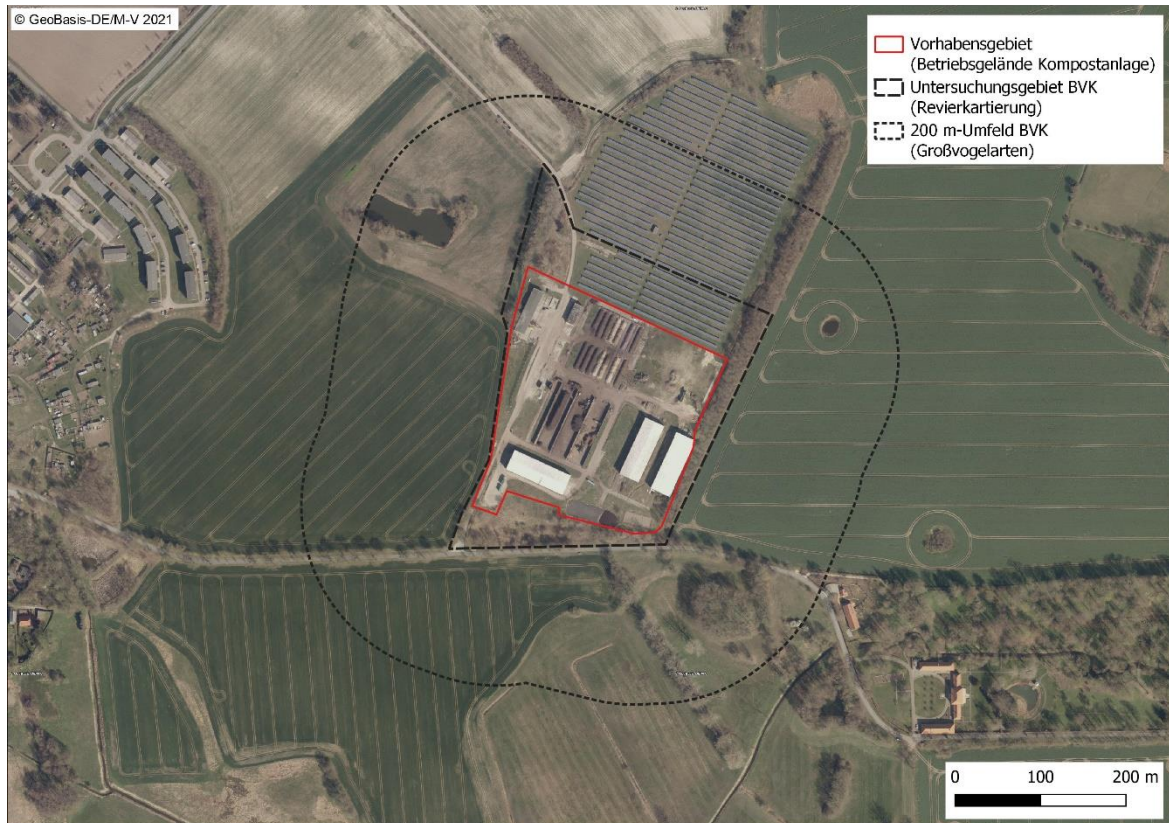 © GeoBasis-DE/M-V 2021
Vorhabensgebiet
(Betriebsgelände Kompostanlage)
Untersuchungsgebiet BVK
(Revierkartierung)
200 m-Umfeld BVK
(Großvogelarten)
0 100 200 m